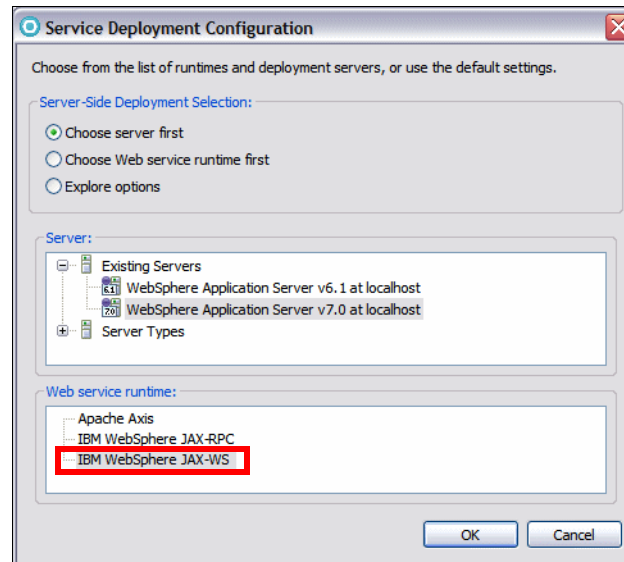 Service Deployment Configuration
Choose from the list of runtimes and deployment servers, or use the default settings.
Server-Side Deployment Selection:
Choose server first
Choose Web service runtime first
Explore options
Server:
Existing Servers
6.1 WebSphere Application Server v6.1 at localhost
7.0 WebSphere Application Server v7.0 at localhost
Server Types
Web service runtime:
Apache Axis
IBM WebSphere JAX-RPC
IBM WebSphere JAX-WS
OK Cancel